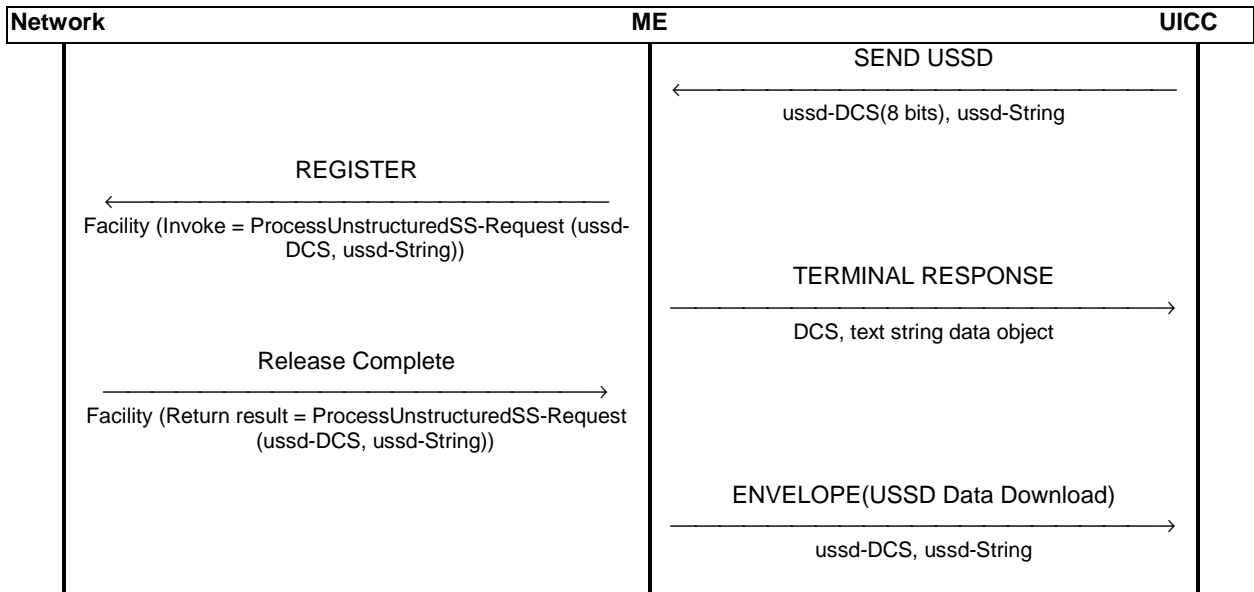 Network ME UICC
SEND USSD
ussd-DCS(8 bits), ussd-String
REGISTER
Facility (Invoke = ProcessUnstructuredSS-Request (ussd-
DCS, ussd-String))
TERMINAL RESPONSE
DCS, text string data object
Release Complete
Facility (Return result = ProcessUnstructuredSS-Request
(ussd-DCS, ussd-String))
ENVELOPE(USSD Data Download)
ussd-DCS, ussd-String